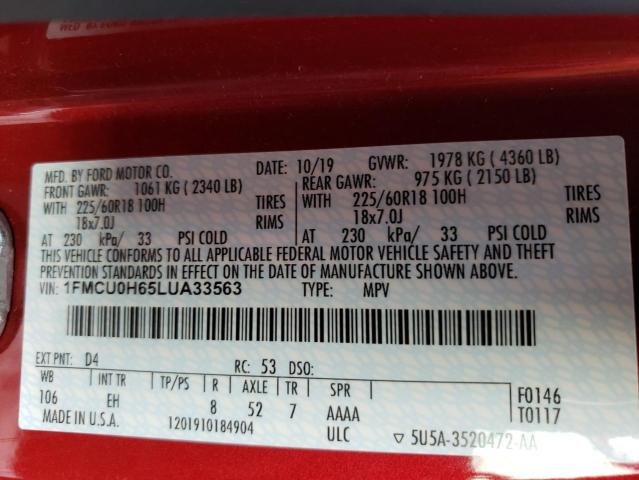 MFD. BY FORD MOTOR CO.
DATE: 10/19 GVWR: 1978 KG ( 4360 LB)
FRONT GAWR: 1061 KG ( 2340 LB)
WITH 225/60R18 100H TIRES
18x7.0J RIMS
AT 230 kPa/ 33 PSI COLD
REAR GAWR: 975 KG ( 2150 LB)
WITH 225/60R18 100H TIRES
18x7.0J RIMS
AT 230 kPa/ 33 PSI COLD
THIS VEHICLE CONFORMS TO ALL APPLICABLE FEDERAL MOTOR VEHICLE SAFETY AND THEFT
PREVENTION STANDARDS IN EFFECT ON THE DATE OF MANUFACTURE SHOWN ABOVE.
VIN: 1FMCU0H65LUA33563 TYPE: MPV
EXT PNT: D4 RC: 53 DSO:
WB INT TR TP/PS R AXLE TR SPR
106 EH 8 52 7 AAAA
F0146
T0117
MADE IN U.S.A. 1201910184904 ULC ▽ 5U5A-3520472-AA